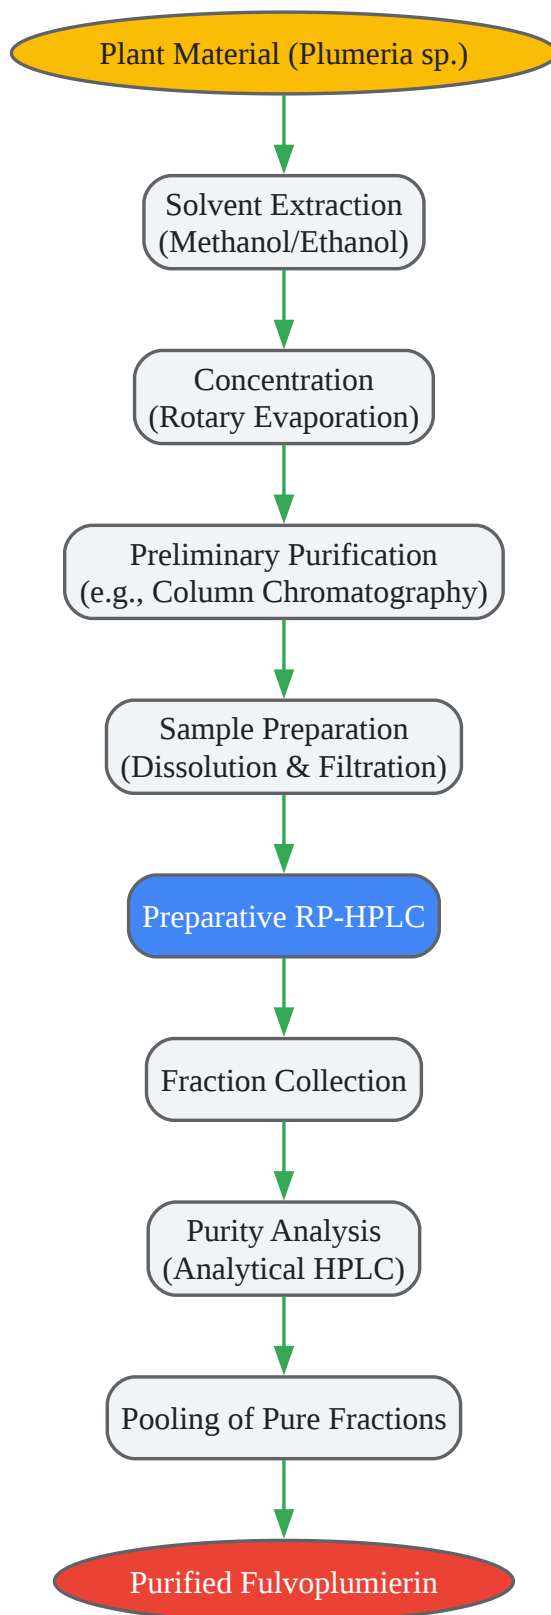 Plant Material (Plumeria sp.)
Solvent Extraction
(Methanol/Ethanol)
Concentration
(Rotary Evaporation)
Preliminary Purification
(e.g., Column Chromatography)
Sample Preparation
(Dissolution & Filtration)
Preparative RP-HPLC
Fraction Collection
Purity Analysis
(Analytical HPLC)
Pooling of Pure Fractions
Purified Fulvoplumierin